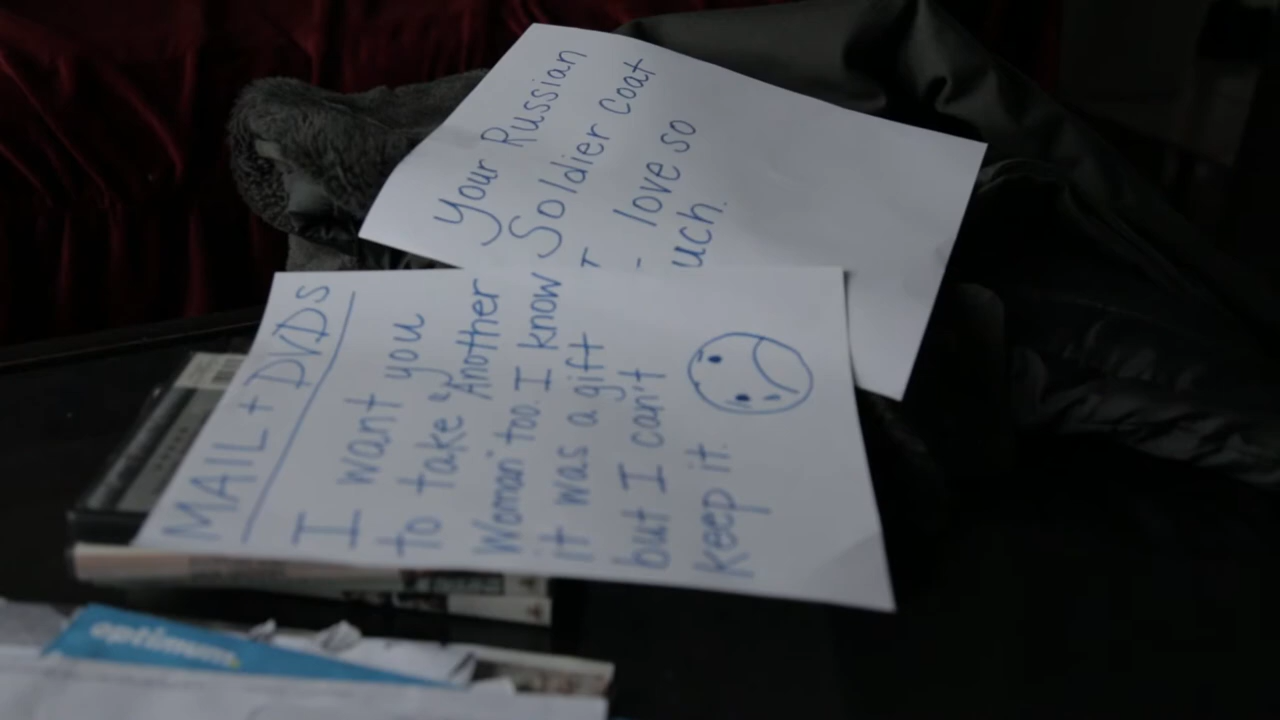 Your Russian
Soldier Coat
love so
uch.
MAIL + DVDs
I want you
to take "Another
Woman" too. I know
it was a gift
but I can't
keep it.
optimum.